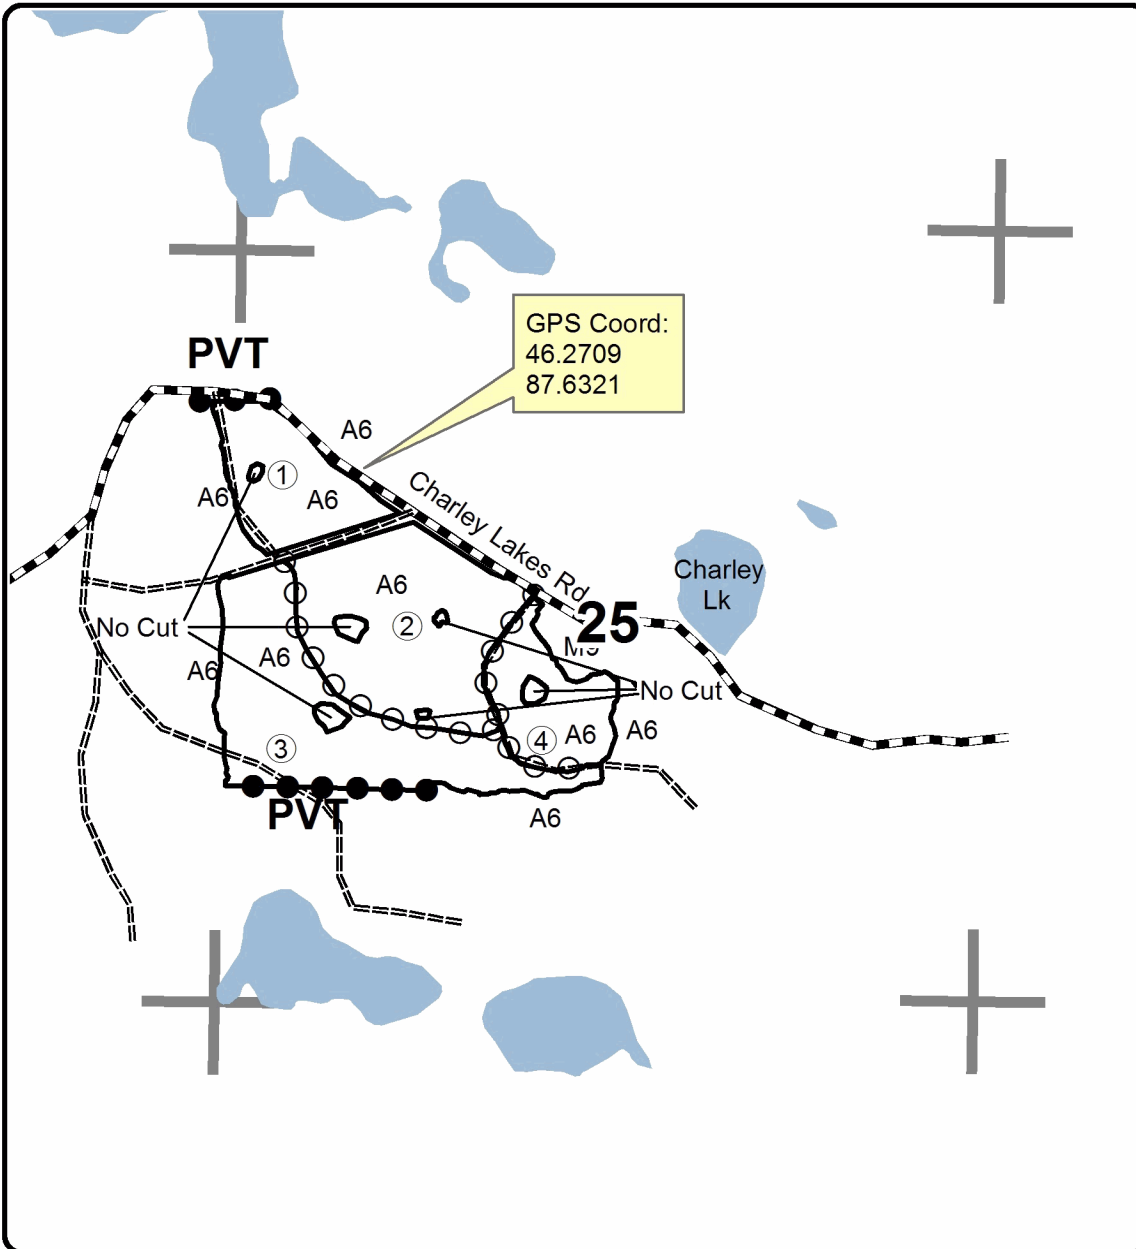 GPS Coord:
46.2709
87.6321
PVT
A6
Charley Lakes Rd
1
A6
A6
A6
Charley
Lk
25
No Cut
2
A6
A6
No Cut
A6
A6
3
4
PVT
A6